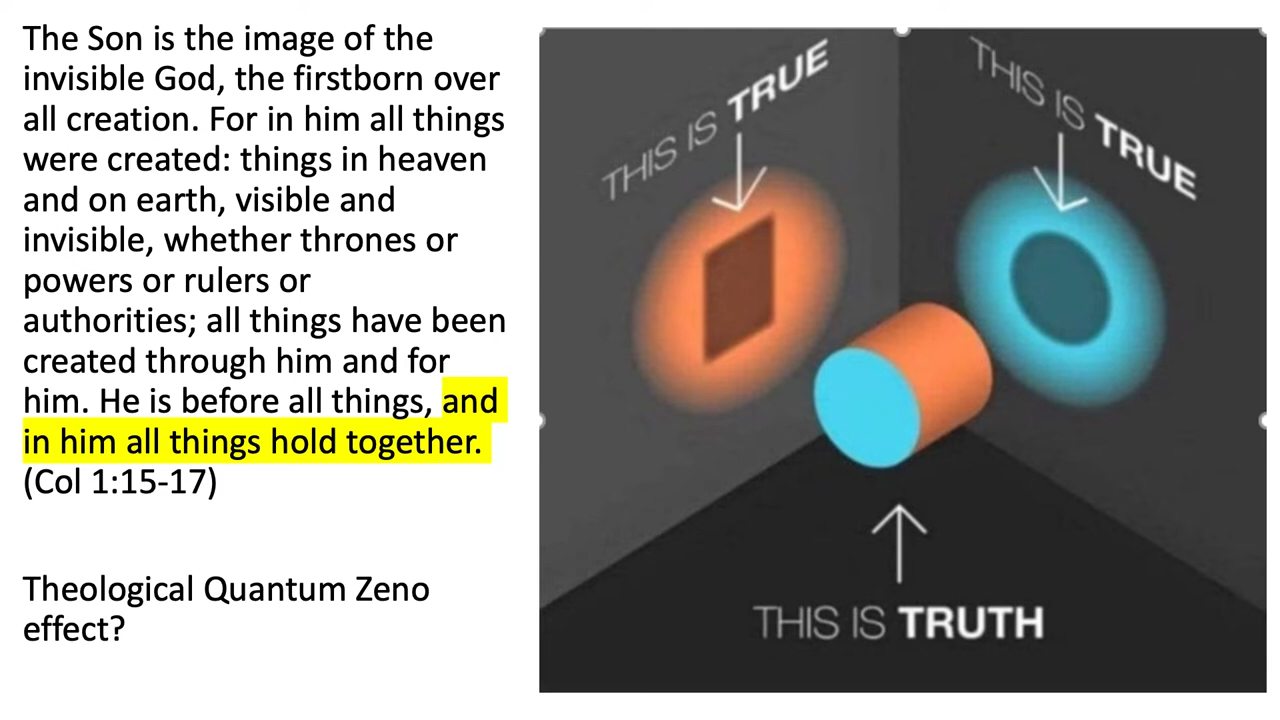 The Son is the image of the
invisible God, the firstborn over
all creation. For in him all things
were created: things in heaven
and on earth, visible and
invisible, whether thrones or
powers or rulers or
authorities; all things have been
created through him and for
him. He is before all things, and
in him all things hold together.
(Col 1:15-17)
Theological Quantum Zeno
effect?
THIS IS TRUE
THIS IS TRUE
THIS IS TRUTH